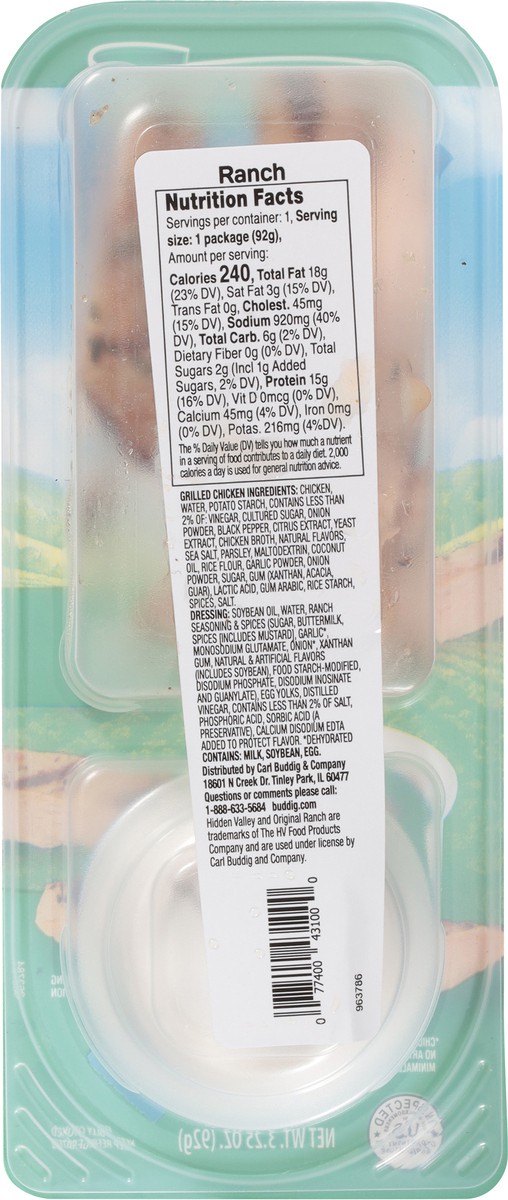 Ranch
Nutrition Facts
Servings per container: 1, Serving
size: 1 package (92g),
Amount per serving:
Calories 240, Total Fat 18g
(23% DV), Sat Fat 3g (15% DV),
Trans Fat 0g, Cholest. 45mg
(15% DV), Sodium 920mg (40%
DV), Total Carb. 6g (2% DV),
Dietary Fiber 0g (0% DV), Total
Sugars 2g (Incl 1g Added
Sugars, 2% DV), Protein 15g
(16% DV), Vit D 0mcg (0% DV),
Calcium 45mg (4% DV), Iron 0mg
(0% DV), Potas. 216mg (4%DV).
The % Daily Value (DV) tells you how much a nutrient
in a serving of food contributes to a daily diet. 2,000
calories a day is used for general nutrition advice.
GRILLED CHICKEN INGREDIENTS: CHICKEN,
WATER, POTATO STARCH, CONTAINS LESS THAN
2% OF: VINEGAR, CULTURED SUGAR, ONION
POWDER, BLACK PEPPER, CITRUS EXTRACT, YEAST
EXTRACT, CHICKEN BROTH, NATURAL FLAVORS,
SEA SALT, PARSLEY, MALTODEXTRIN, COCONUT
OIL, RICE FLOUR, GARLIC POWDER, ONION
POWDER, SUGAR, GUM (XANTHAN, ACACIA,
GUAR), LACTIC ACID, GUM ARABIC, RICE STARCH,
SPICES, SALT.
DRESSING: SOYBEAN OIL, WATER, RANCH
SEASONING & SPICES (SUGAR, BUTTERMILK,
SPICES [INCLUDES MUSTARD], GARLIC*,
MONOSODIUM GLUTAMATE, ONION*, XANTHAN
GUM, NATURAL & ARTIFICIAL FLAVORS
(INCLUDES SOYBEAN), FOOD STARCH-MODIFIED,
DISODIUM PHOSPHATE, DISODIUM INOSINATE
AND GUANYLATE), EGG YOLKS, DISTILLED
VINEGAR, CONTAINS LESS THAN 2% OF SALT,
PHOSPHORIC ACID, SORBIC ACID (A
PRESERVATIVE), CALCIUM DISODIUM EDTA
ADDED TO PROTECT FLAVOR. *DEHYDRATED
CONTAINS: MILK, SOYBEAN, EGG.
Distributed by Carl Buddig & Company
18601 N Creek Dr. Tinley Park, IL 60477
Questions or comments please call:
1-888-633-5684 buddig.com
Hidden Valley and Original Ranch are
trademarks of The HV Food Products
Company and are used under license by
Carl Buddig and Company.
0 77400 43100 0
963786
NET WT. 3.25 OZ. (92g)